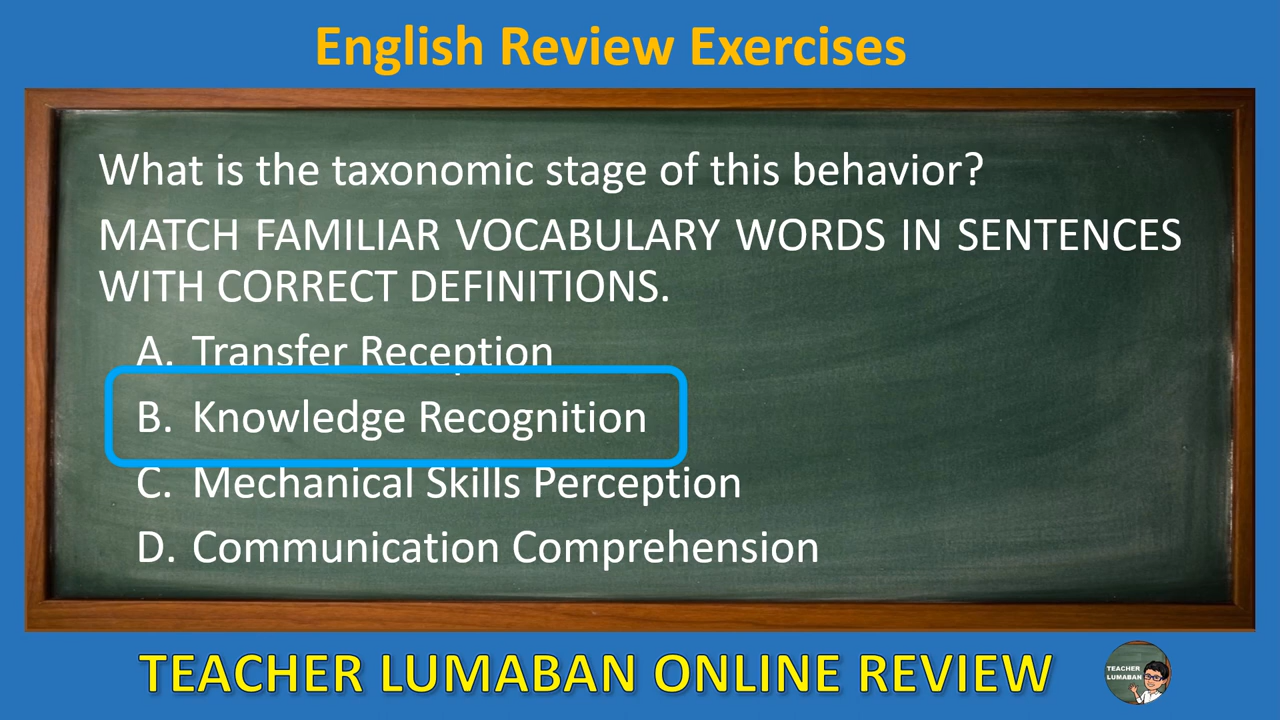 English Review Exercises
What is the taxonomic stage of this behavior?
MATCH FAMILIAR VOCABULARY WORDS IN SENTENCES
WITH CORRECT DEFINITIONS.
A. Transfer Reception
B. Knowledge Recognition
C. Mechanical Skills Perception
D. Communication Comprehension
TEACHER LUMABAN ONLINE REVIEW
TEACHER
LUMABAN